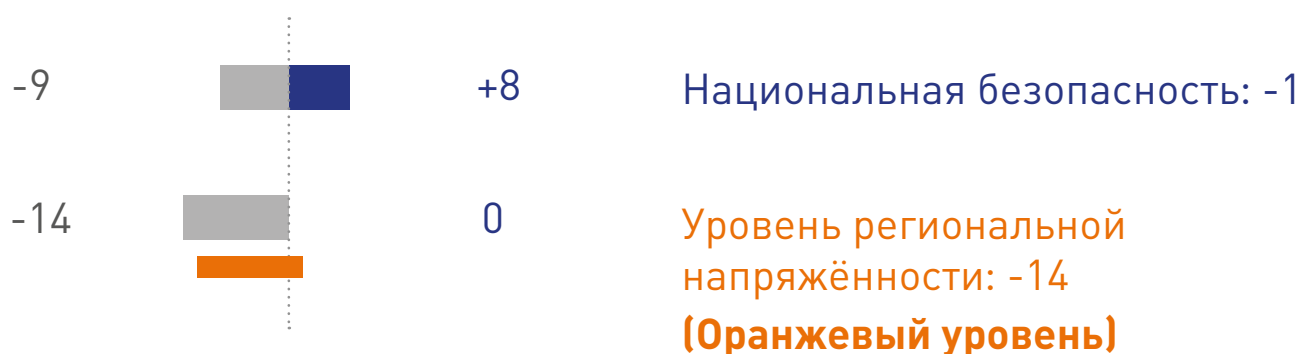 -9 +8 Национальная безопасность: -1
-14 0 Уровень региональной
напряжённости: -14
(Оранжевый уровень)